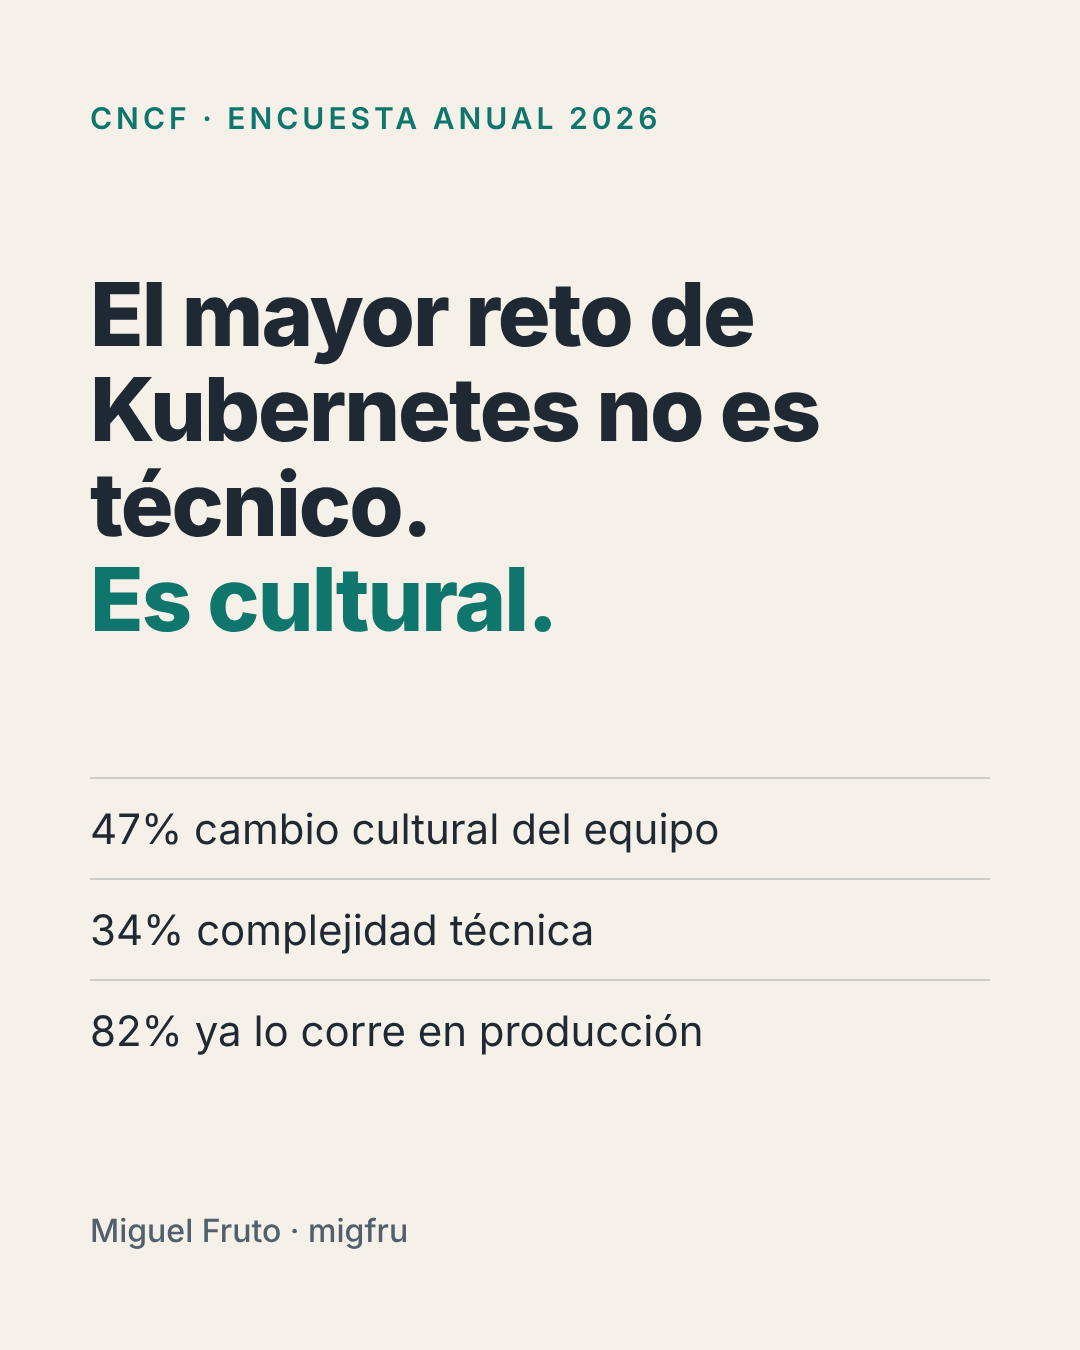 CNCF · ENCUESTA ANUAL 2026
El mayor reto de
Kubernetes no es
técnico.
Es cultural.
47% cambio cultural del equipo
34% complejidad técnica
82% ya lo corre en producción
Miguel Fruto · migfru